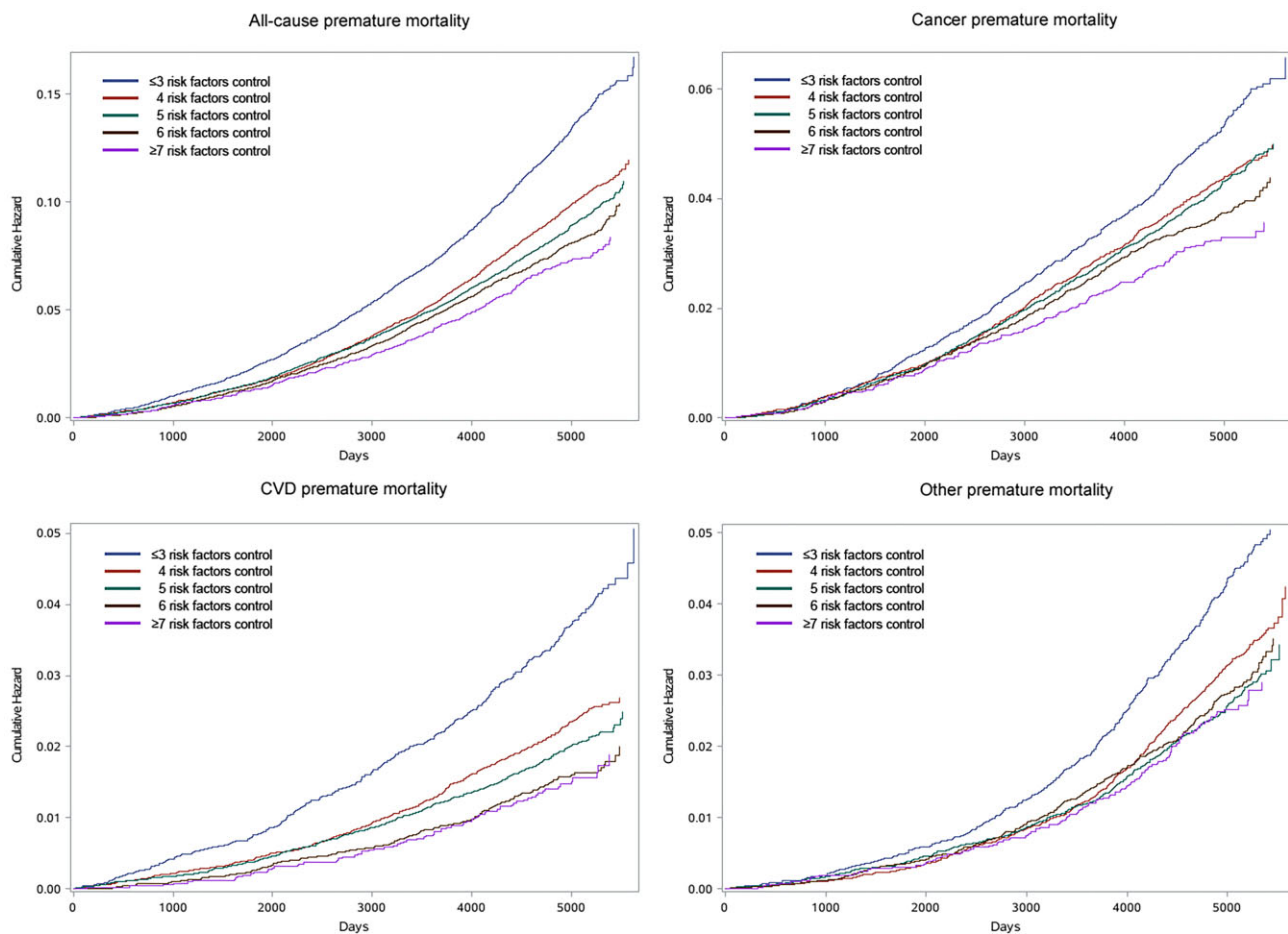 All-cause premature mortality
0.15
0.10
0.05
0.00
Cumulative Hazard
≤3 risk factors control
4 risk factors control
5 risk factors control
6 risk factors control
≥7 risk factors control
0 1000 2000 3000 4000 5000
Days
Cancer premature mortality
0.06
0.04
0.02
0.00
Cumulative Hazard
≤3 risk factors control
4 risk factors control
5 risk factors control
6 risk factors control
≥7 risk factors control
0 1000 2000 3000 4000 5000
Days
CVD premature mortality
0.05
0.04
0.03
0.02
0.01
0.00
Cumulative Hazard
≤3 risk factors control
4 risk factors control
5 risk factors control
6 risk factors control
≥7 risk factors control
0 1000 2000 3000 4000 5000
Days
Other premature mortality
0.05
0.04
0.03
0.02
0.01
0.00
Cumulative Hazard
≤3 risk factors control
4 risk factors control
5 risk factors control
6 risk factors control
≥7 risk factors control
0 1000 2000 3000 4000 5000
Days